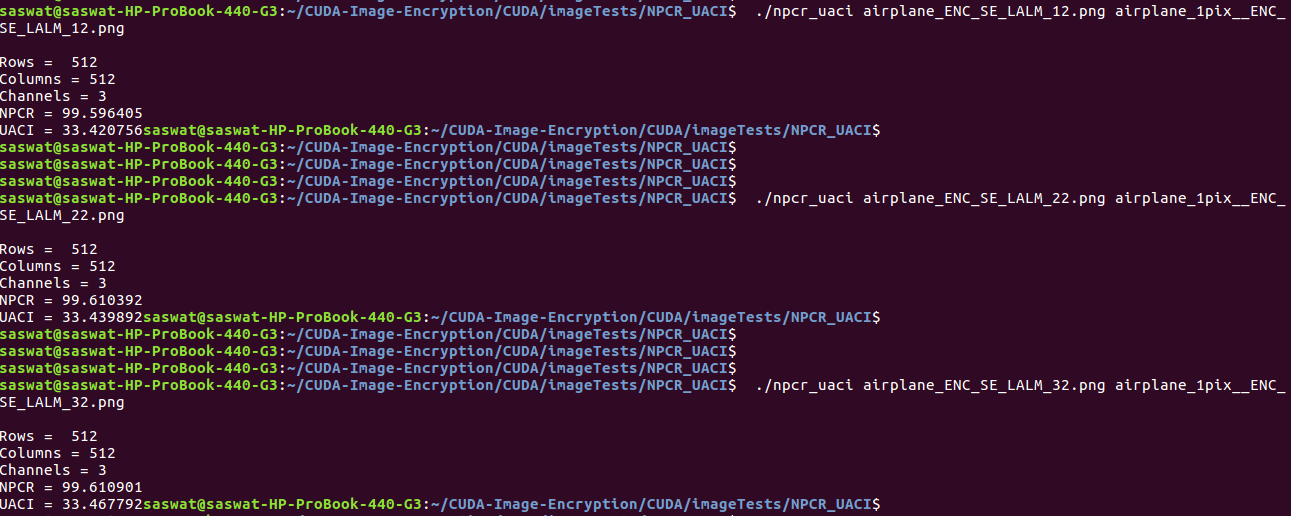 saswat@saswat-HP-ProBook-440-G3:~/CUDA-Image-Encryption/CUDA/imageTests/NPCR_UACI$  ./npcr_uaci airplane_ENC_SE_LALM_12.png airplane_1pix__ENC_
SE_LALM_12.png
Rows =  512
Columns = 512
Channels = 3
NPCR = 99.596405
UACI = 33.420756saswat@saswat-HP-ProBook-440-G3:~/CUDA-Image-Encryption/CUDA/imageTests/NPCR_UACI$
saswat@saswat-HP-ProBook-440-G3:~/CUDA-Image-Encryption/CUDA/imageTests/NPCR_UACI$
saswat@saswat-HP-ProBook-440-G3:~/CUDA-Image-Encryption/CUDA/imageTests/NPCR_UACI$
saswat@saswat-HP-ProBook-440-G3:~/CUDA-Image-Encryption/CUDA/imageTests/NPCR_UACI$
saswat@saswat-HP-ProBook-440-G3:~/CUDA-Image-Encryption/CUDA/imageTests/NPCR_UACI$  ./npcr_uaci airplane_ENC_SE_LALM_22.png airplane_1pix__ENC_
SE_LALM_22.png
Rows =  512
Columns = 512
Channels = 3
NPCR = 99.610392
UACI = 33.439892saswat@saswat-HP-ProBook-440-G3:~/CUDA-Image-Encryption/CUDA/imageTests/NPCR_UACI$
saswat@saswat-HP-ProBook-440-G3:~/CUDA-Image-Encryption/CUDA/imageTests/NPCR_UACI$
saswat@saswat-HP-ProBook-440-G3:~/CUDA-Image-Encryption/CUDA/imageTests/NPCR_UACI$
saswat@saswat-HP-ProBook-440-G3:~/CUDA-Image-Encryption/CUDA/imageTests/NPCR_UACI$
saswat@saswat-HP-ProBook-440-G3:~/CUDA-Image-Encryption/CUDA/imageTests/NPCR_UACI$  ./npcr_uaci airplane_ENC_SE_LALM_32.png airplane_1pix__ENC_
SE_LALM_32.png
Rows =  512
Columns = 512
Channels = 3
NPCR = 99.610901
UACI = 33.467792saswat@saswat-HP-ProBook-440-G3:~/CUDA-Image-Encryption/CUDA/imageTests/NPCR_UACI$